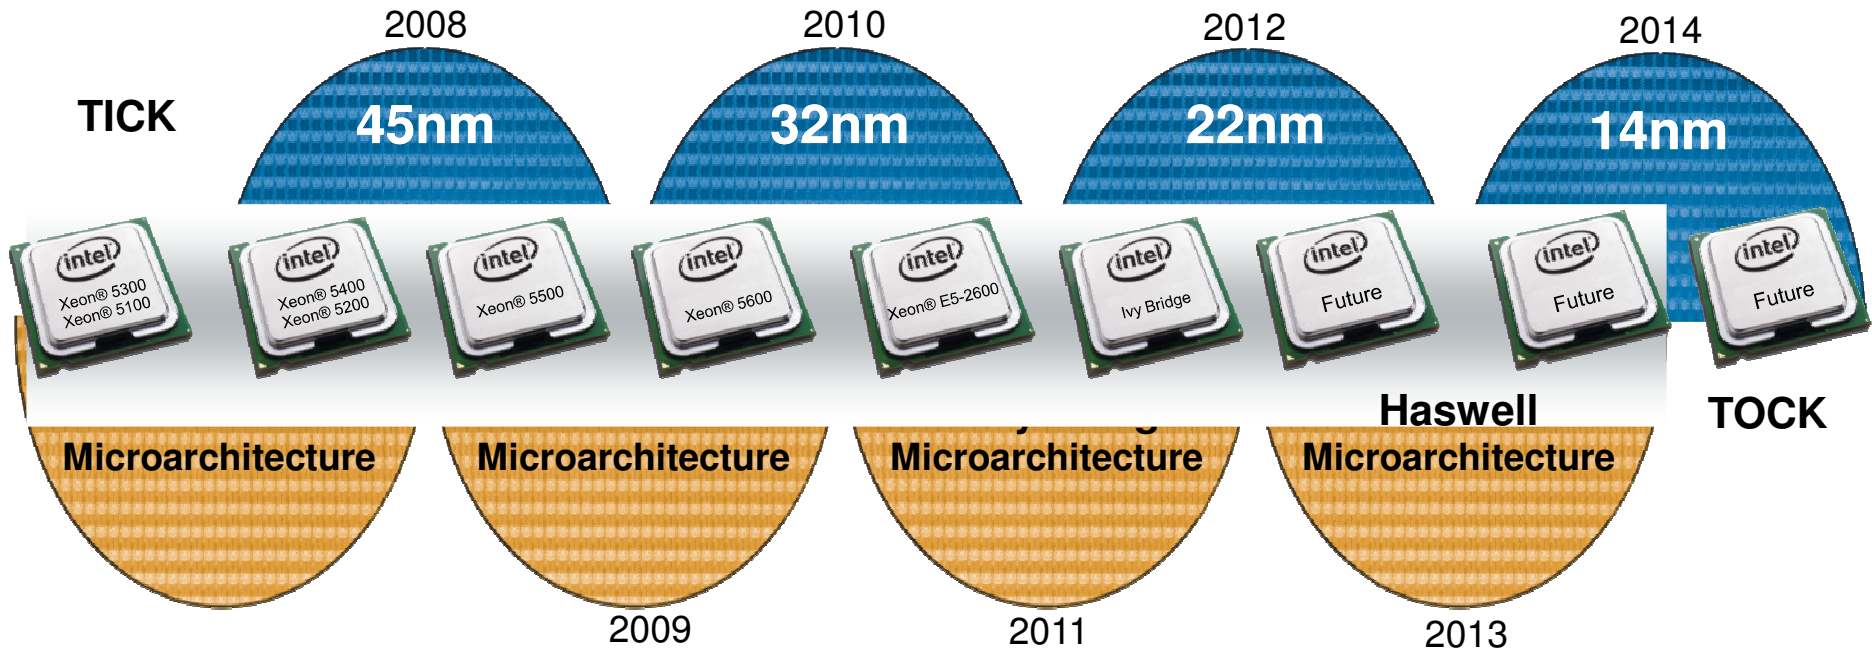 2008
2010
2012
2014
TICK
45nm
32nm
22nm
14nm
intel
Xeon® 5300
Xeon® 5100
intel
Xeon® 5400
Xeon® 5200
intel
Xeon® 5500
intel
Xeon® 5600
intel
Xeon® E5-2600
intel
Ivy Bridge
intel
Future
intel
Future
intel
Future
Microarchitecture
Microarchitecture
Microarchitecture
Haswell
Microarchitecture
TOCK
2009
2011
2013